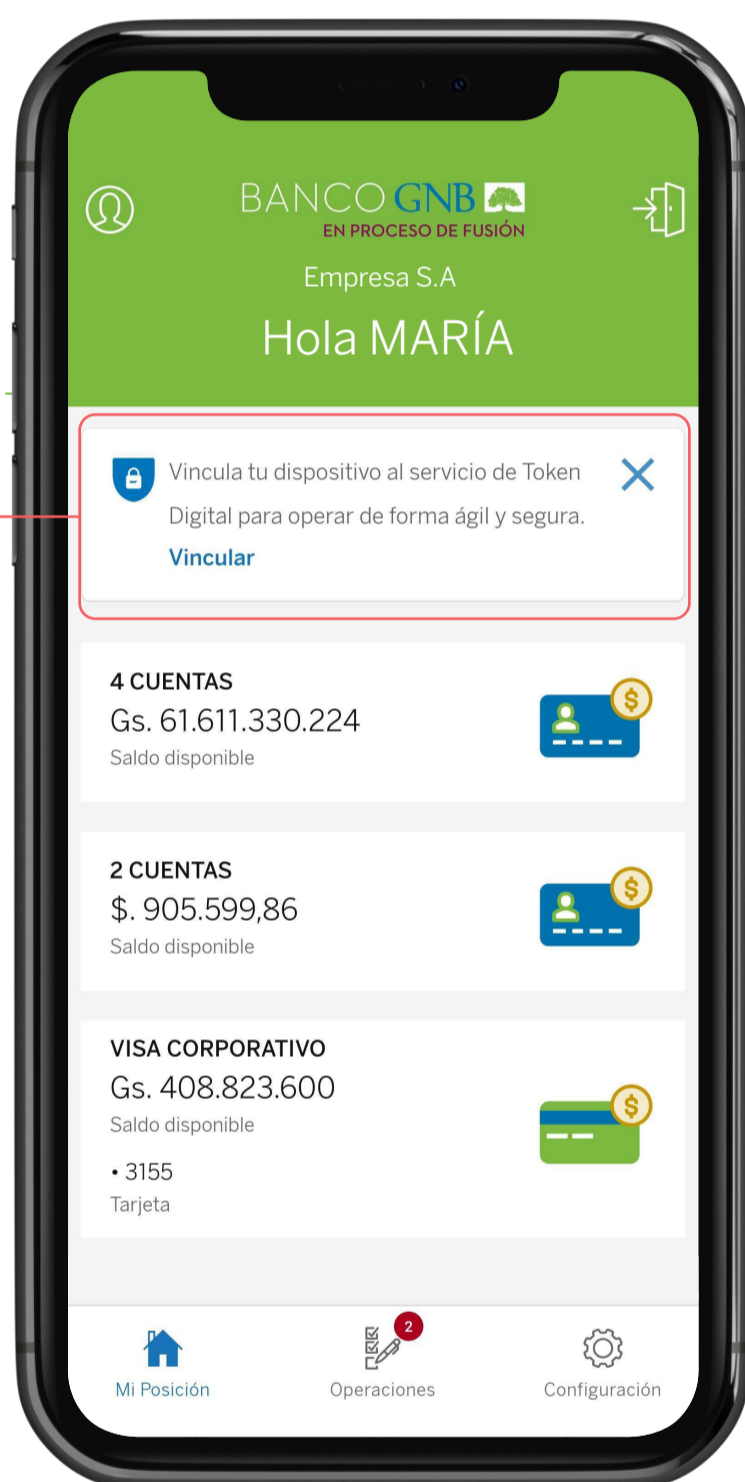 BANCO GNB
EN PROCESO DE FUSIÓN
Empresa S.A
Hola MARÍA
Vincula tu dispositivo al servicio de Token
Digital para operar de forma ágil y segura.
Vincular
4 CUENTAS
Gs. 61.611.330.224
Saldo disponible
2 CUENTAS
$. 905.599,86
Saldo disponible
VISA CORPORATIVO
Gs. 408.823.600
Saldo disponible
• 3155
Tarjeta
2
Mi Posición
Operaciones
Configuración